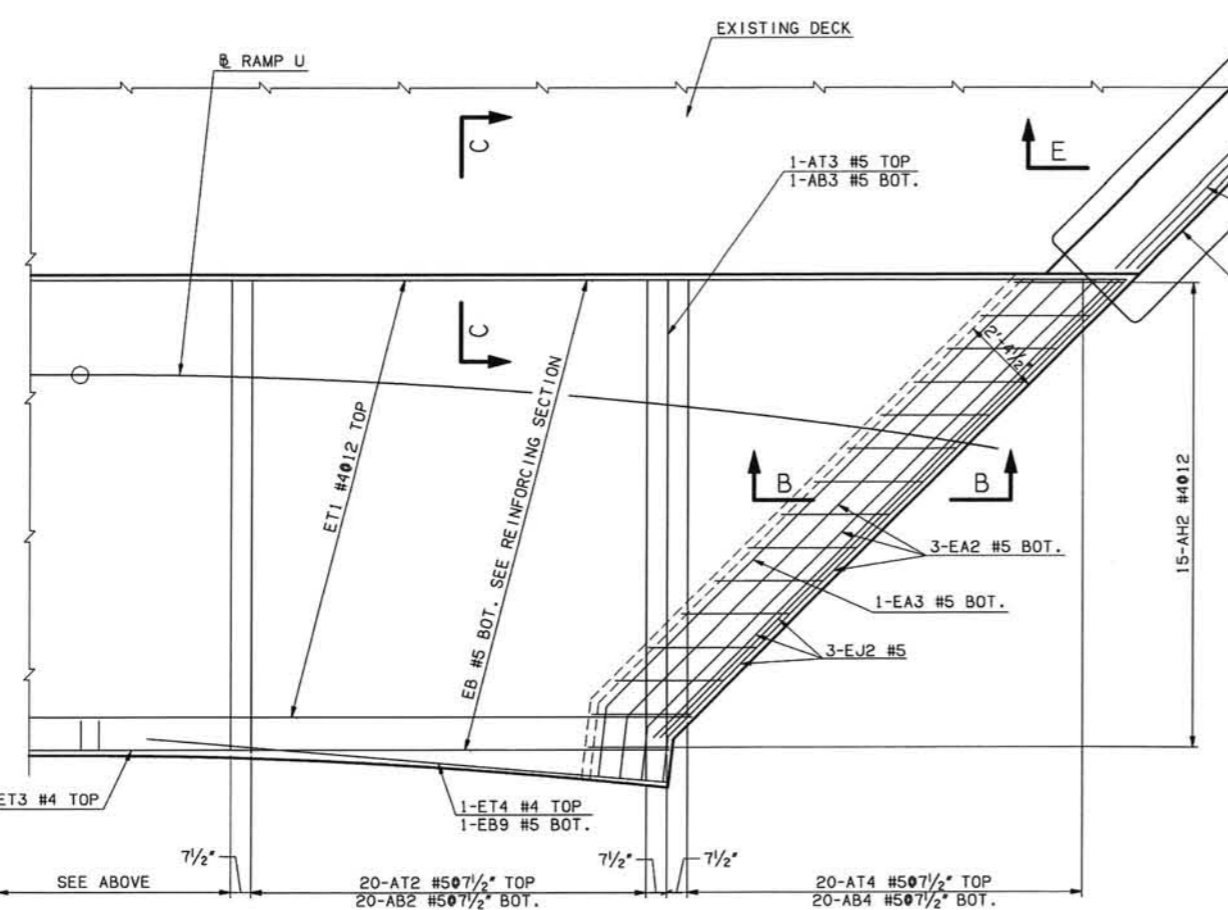 EXISTING DECK
℄ RAMP U
C
E
1-AT3 #5 TOP
1-AB3 #5 BOT.
C
2'-4½"
ET1 #4@12 TOP
EB #5 BOT. SEE REINFORCING SECTION
B
B
15-AH2 #4@12
3-EA2 #5 BOT.
1-EA3 #5 BOT.
3-EJ2 #5
ET3 #4 TOP
1-ET4 #4 TOP
1-EB9 #5 BOT.
7½"
7½"
7½"
SEE ABOVE
20-AT2 #5@7½" TOP
20-AB2 #5@7½" BOT.
20-AT4 #5@7½" TOP
20-AB4 #5@7½" BOT.